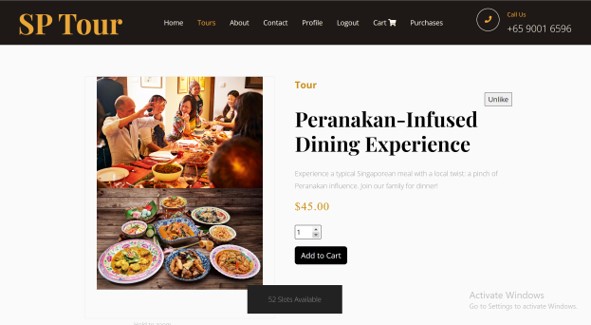 SP Tour
Home Tours About Contact Profile Logout Cart Purchases
Call Us
+65 9001 6596
Tour
Unlike
Peranakan-Infused
Dining Experience
Experience a typical Singaporean meal with a local twist: a pinch of
Peranakan influence. Join our family for dinner!
$45.00
1
Add to Cart
52 Slots Available
Activate Windows
Go to Settings to activate Windows.